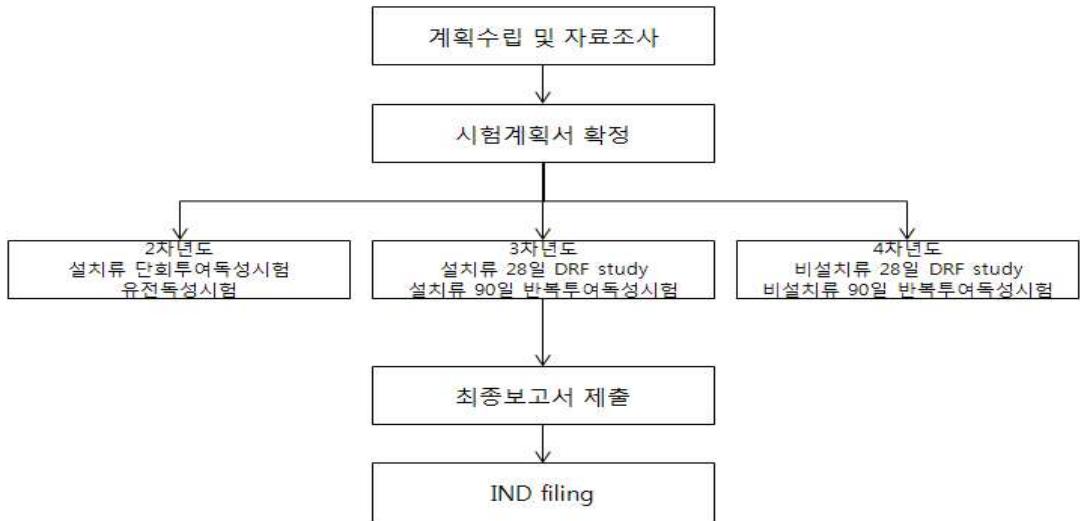 계획수립 및 자료조사
시험계획서 확정
2차년도
설치류 단회투여독성시험
유전독성시험
3차년도
설치류 28일 DRF study
설치류 90일 반복투여독성시험
4차년도
비설치류 28일 DRF study
비설치류 90일 반복투여독성시험
최종보고서 제출
IND filing